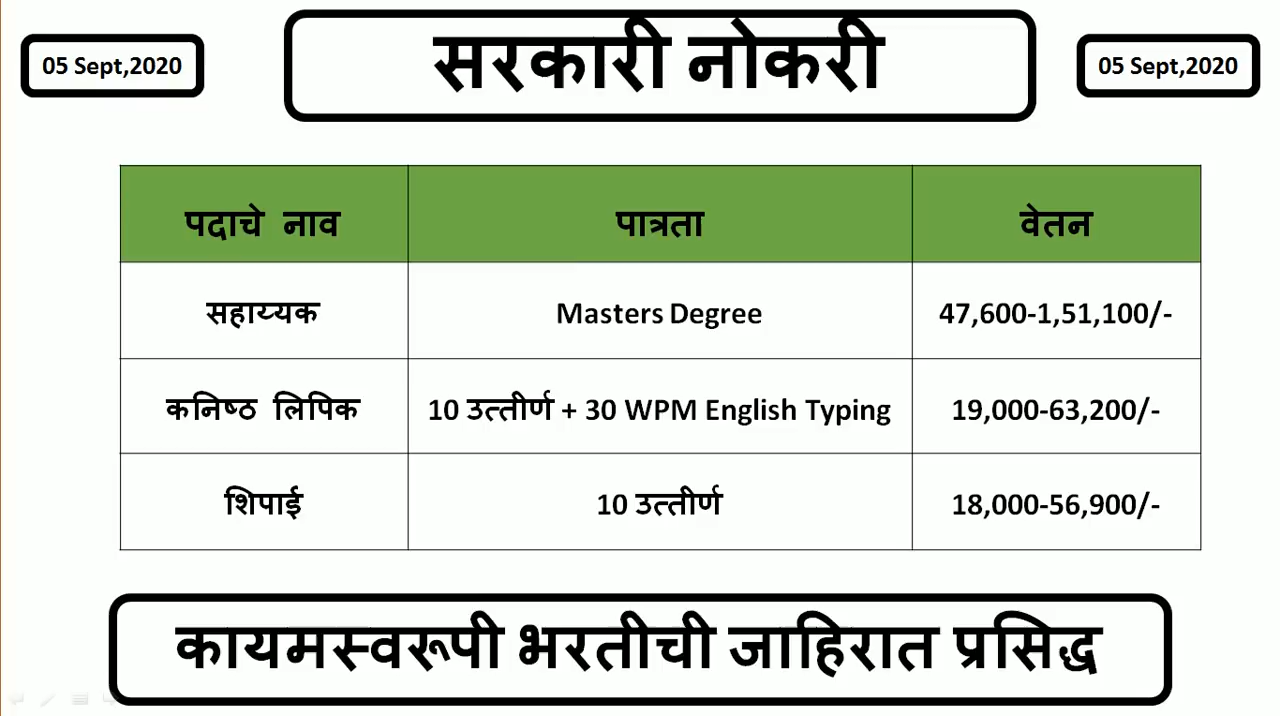 05 Sept,2020
सरकारी नोकरी
05 Sept,2020
पदाचे नाव पात्रता वेतन
सहाय्यक Masters Degree 47,600-1,51,100/-
कनिष्ठ लिपिक 10 उत्तीर्ण + 30 WPM English Typing 19,000-63,200/-
शिपाई 10 उत्तीर्ण 18,000-56,900/-
कायमस्वरूपी भरतीची जाहिरात प्रसिद्ध